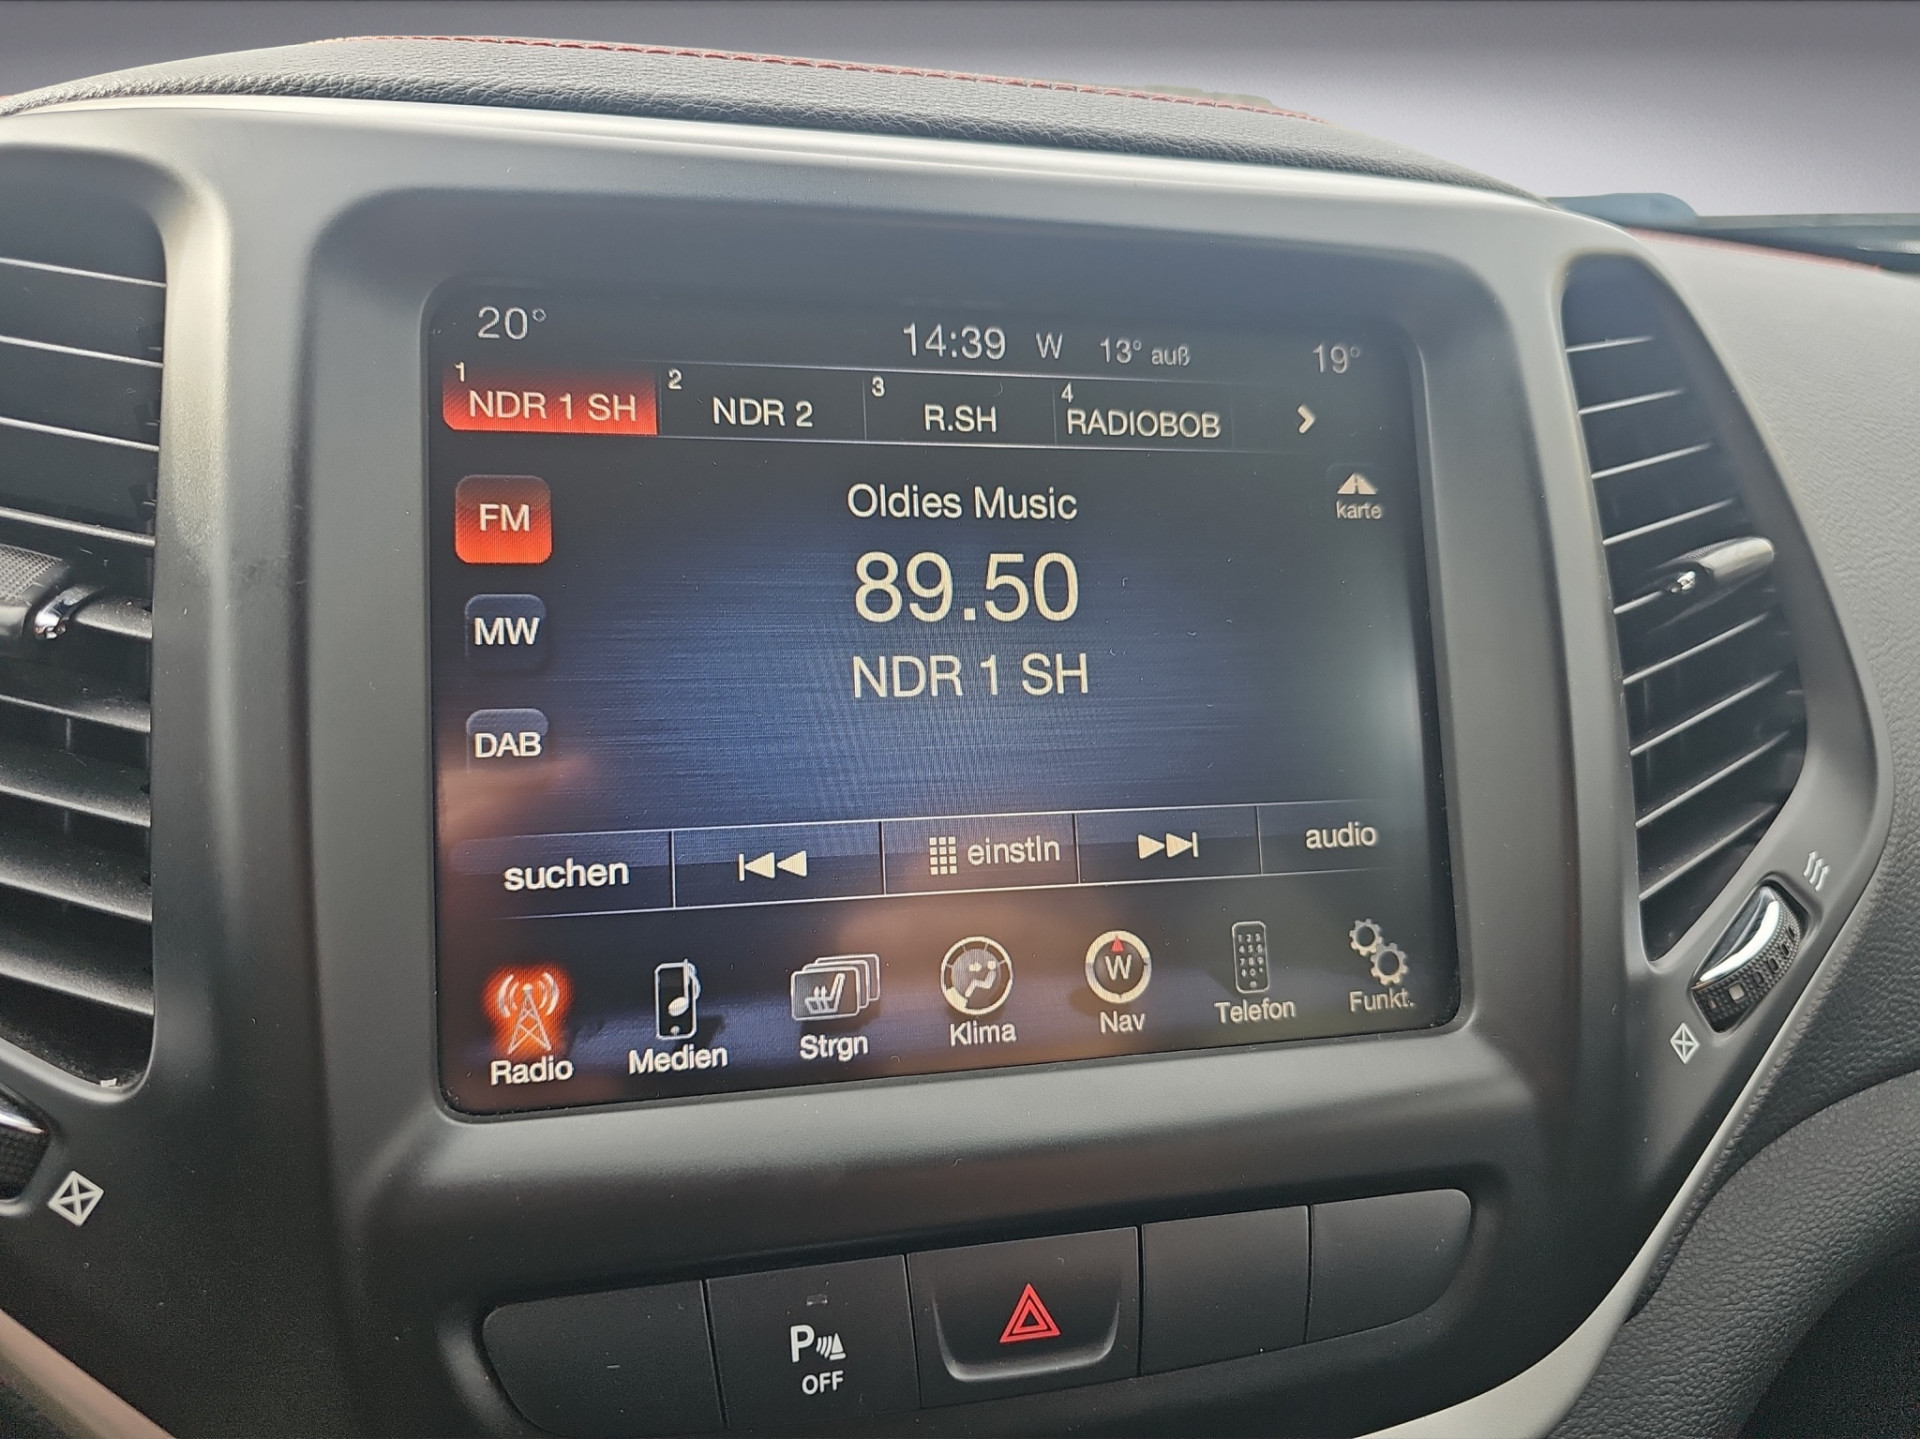 20° 14:39 W 13° auß 19°
1 NDR 1 SH 2 NDR 2 3 R.SH 4 RADIOBOB
FM
MW
DAB
Oldies Music
89.50
NDR 1 SH
karte
suchen einstln audio
W
Radio Medien Strgn Klima Nav Telefon Funkt.
P
OFF